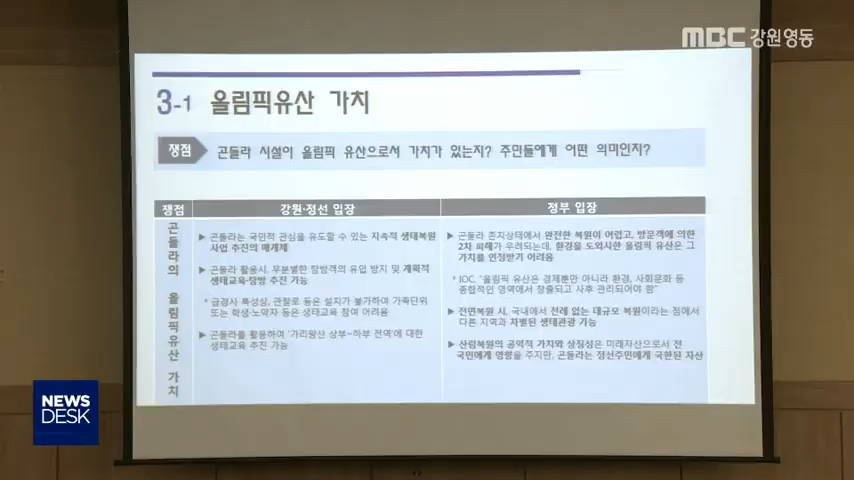 MBC 강원영동
3-1 올림픽유산 가치
쟁점
곤돌라 시설이 올림픽 유산으로서 가치가 있는지? 주민들에게 어떤 의미인지?
쟁점
강원·정선 입장
정부 입장
곤돌라의 올림픽유산 가치
▶ 곤돌라는 국민적 관심을 유도할 수 있는 지속적 생태복원
사업 추진의 매개체
▶ 곤돌라 활용시, 무분별한 탐방객의 유입 방지 및 계획적
생태교육·탐방 추진 가능
* 급경사 특성상, 관찰로 등은 설치가 불가하여 가족단위
또는 학생·노약자 등은 생태교육 참여 어려움
▶ 곤돌라를 활용하여 '가리왕산 상부~하부 전역'에 대한
생태교육 추진 가능
▶ 곤돌라 존치상태에서 완전한 복원이 어렵고, 방문객에 의한
2차 피해가 우려되는데, 환경을 도외시한 올림픽 유산은 그
가치를 인정받기 어려움
* IOC, "올림픽 유산은 경제뿐만 아니라 환경, 사회문화 등
종합적인 영역에서 창출되고 사후 관리되어야 함"
▶ 전면복원 시, 국내에서 전례 없는 대규모 복원이라는 점에서
다른 지역과 차별된 생태관광 가능
▶ 산림복원의 공익적 가치와 상징성은 미래자산으로서 전
국민에게 영향을 주지만, 곤돌라는 정선주민에게 국한된 자산
NEWS
DESK